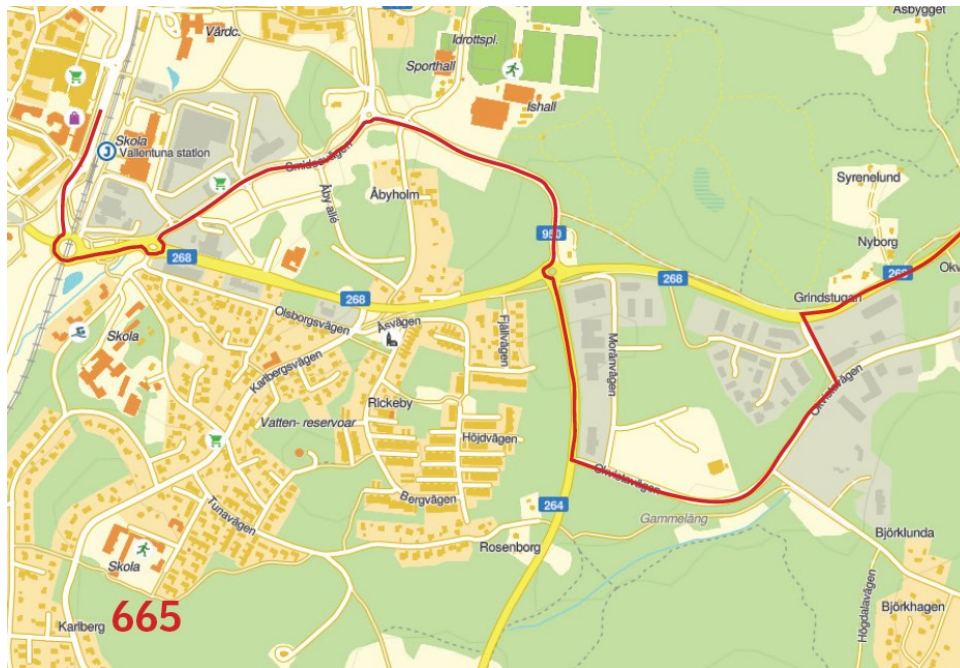 268
Åsbygget
Vårdc.
Idrottspl.
Sporthall
Ishall
Skola
Vallentuna station
Smidesvägen
Åby allé
Åbyholm
Syrenelund
Nyborg
950
268
268
268
Grindstugan
268
Olsborgsvägen
Åsvägen
Fjällvägen
Moränvägen
Skola
Karlbergsvägen
Rickeby
Okvistavägen
Vatten- reservoar
Höjdvägen
Okvistavägen
Bergvägen
264
Gammeläng
Tunavägen
Rosenborg
Björklunda
Skola
Högdalavägen
Björkhagen
Karlberg
665